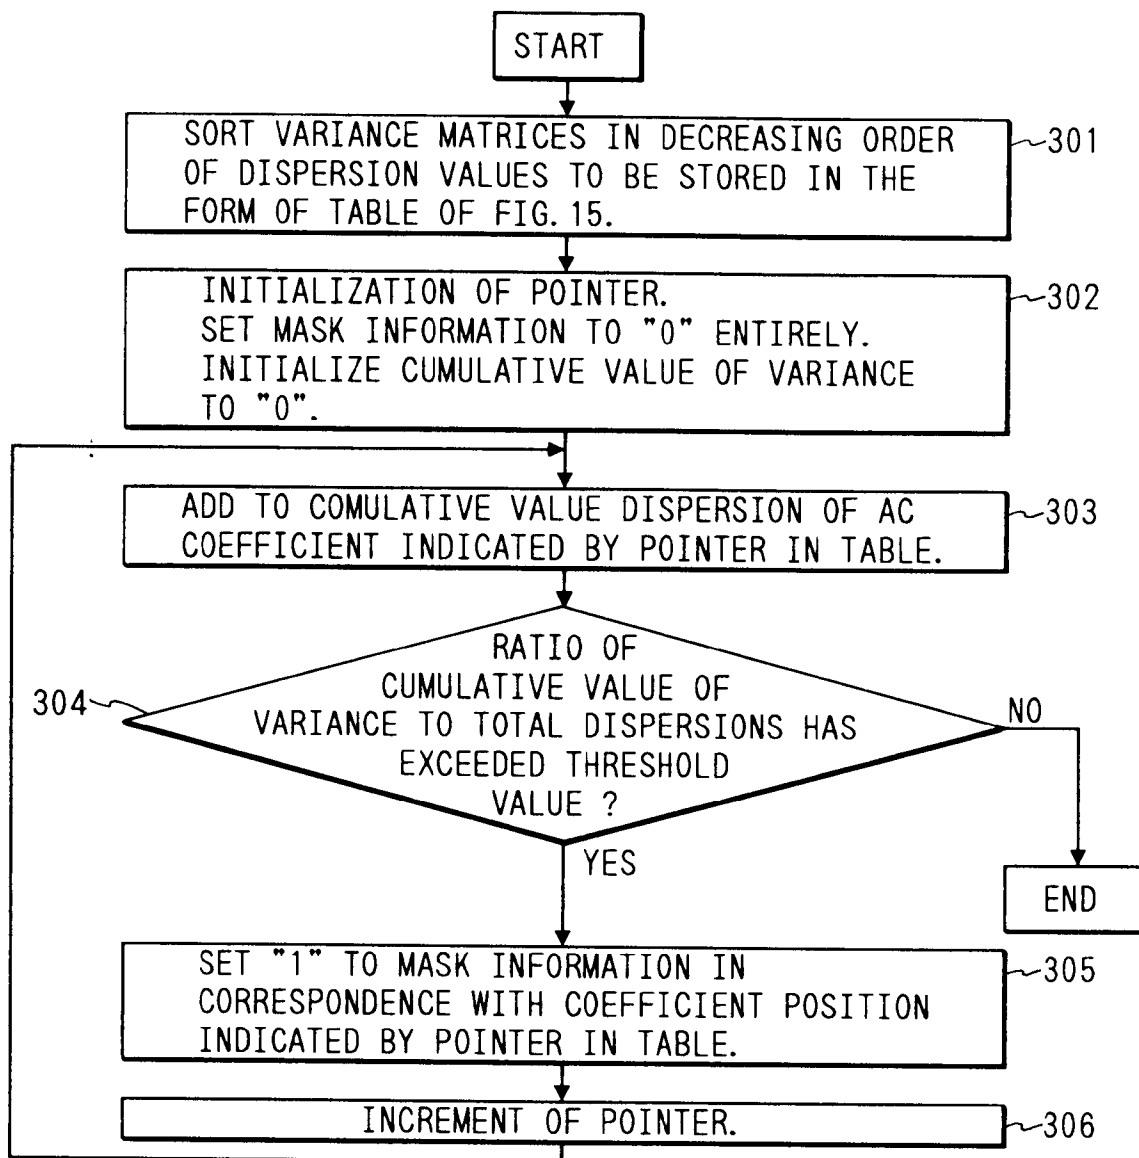 START
SORT VARIANCE MATRICES IN DECREASING ORDER
OF DISPERSION VALUES TO BE STORED IN THE
FORM OF TABLE OF FIG. 15.
301
INITIALIZATION OF POINTER.
SET MASK INFORMATION TO "0" ENTIRELY.
INITIALIZE CUMULATIVE VALUE OF VARIANCE
TO "0".
302
ADD TO COMULATIVE VALUE DISPERSION OF AC
COEFFICIENT INDICATED BY POINTER IN TABLE.
303
RATIO OF
CUMULATIVE VALUE OF
VARIANCE TO TOTAL DISPERSIONS HAS
EXCEEDED THRESHOLD
VALUE ?
304
NO
YES
END
SET "1" TO MASK INFORMATION IN
CORRESPONDENCE WITH COEFFICIENT POSITION
INDICATED BY POINTER IN TABLE.
305
INCREMENT OF POINTER.
306